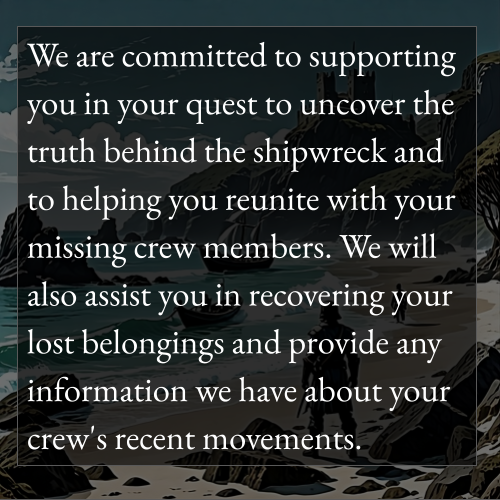 We are committed to supporting
you in your quest to uncover the
truth behind the shipwreck and
to helping you reunite with your
missing crew members. We will
also assist you in recovering your
lost belongings and provide any
information we have about your
crew's recent movements.